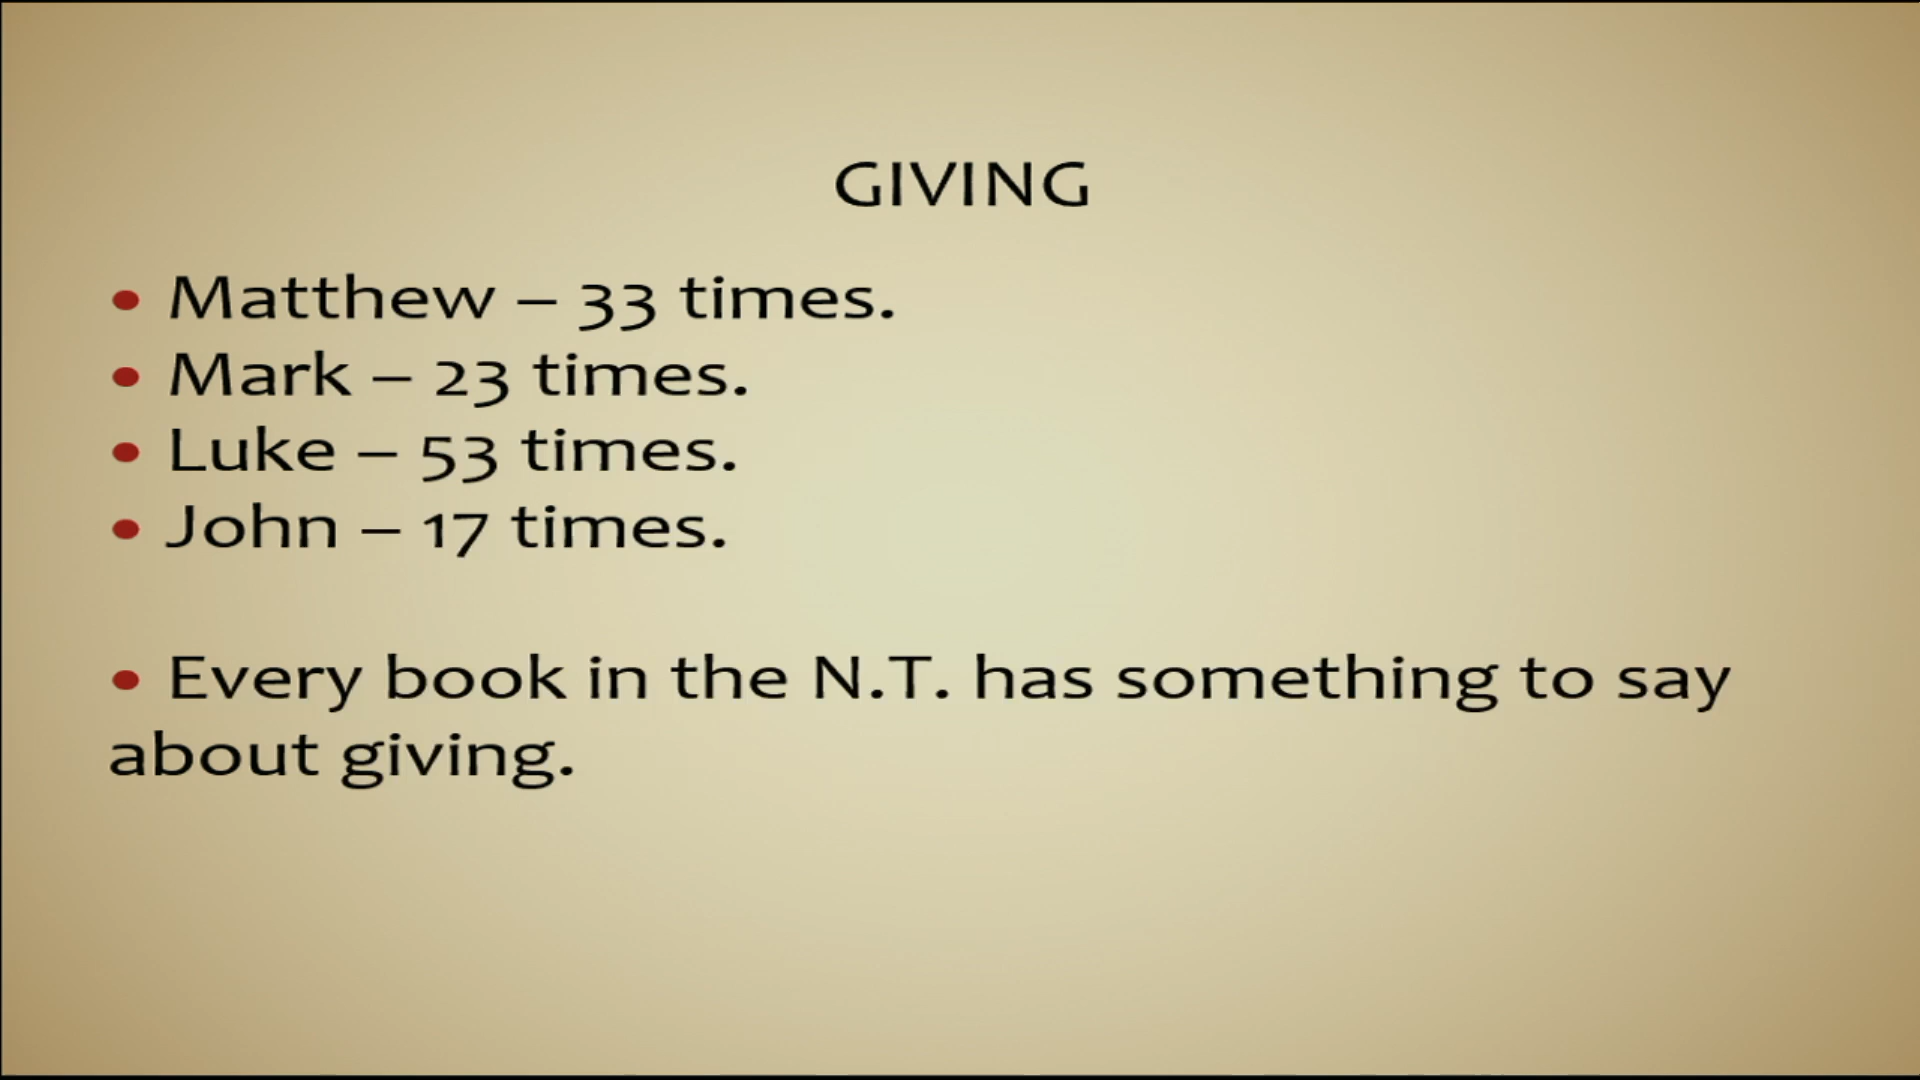 GIVING
• Matthew – 33 times.
• Mark – 23 times.
• Luke – 53 times.
• John – 17 times.
• Every book in the N.T. has something to say
about giving.